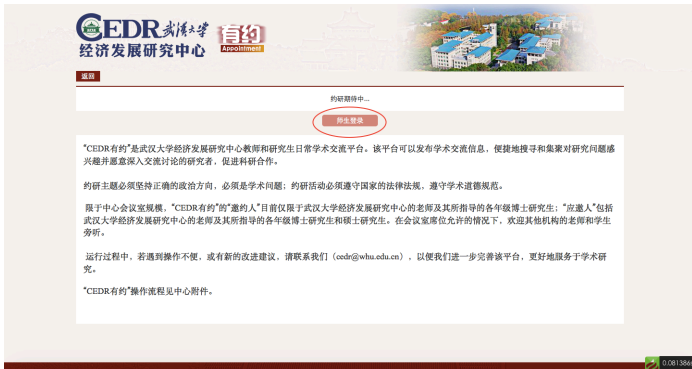 CEDR 武汉大学 有约
Appointment
经济发展研究中心
返回
约研期待中...
师生登录
“CEDR有约”是武汉大学经济发展研究中心教师和研究生日常学术交流平台。该平台可以发布学术交流信息，便捷地搜寻和集聚对研究问题感
兴趣并愿意深入交流讨论的研究者，促进科研合作。
约研主题必须坚持正确的政治方向，必须是学术问题；约研活动必须遵守国家的法律法规，遵守学术道德规范。
限于中心会议室规模，“CEDR有约”的“邀约人”目前仅限于武汉大学经济发展研究中心的老师及其所指导的各年级博士研究生；“应邀人”包括
武汉大学经济发展研究中心的老师及其所指导的各年级博士研究生和硕士研究生。在会议室席位允许的情况下，欢迎其他机构的老师和学生
旁听。
运行过程中，若遇到操作不便，或有新的改进建议，请联系我们（cedr@whu.edu.cn），以便我们进一步完善该平台，更好地服务于学术研
究。
“CEDR有约”操作流程见中心附件。